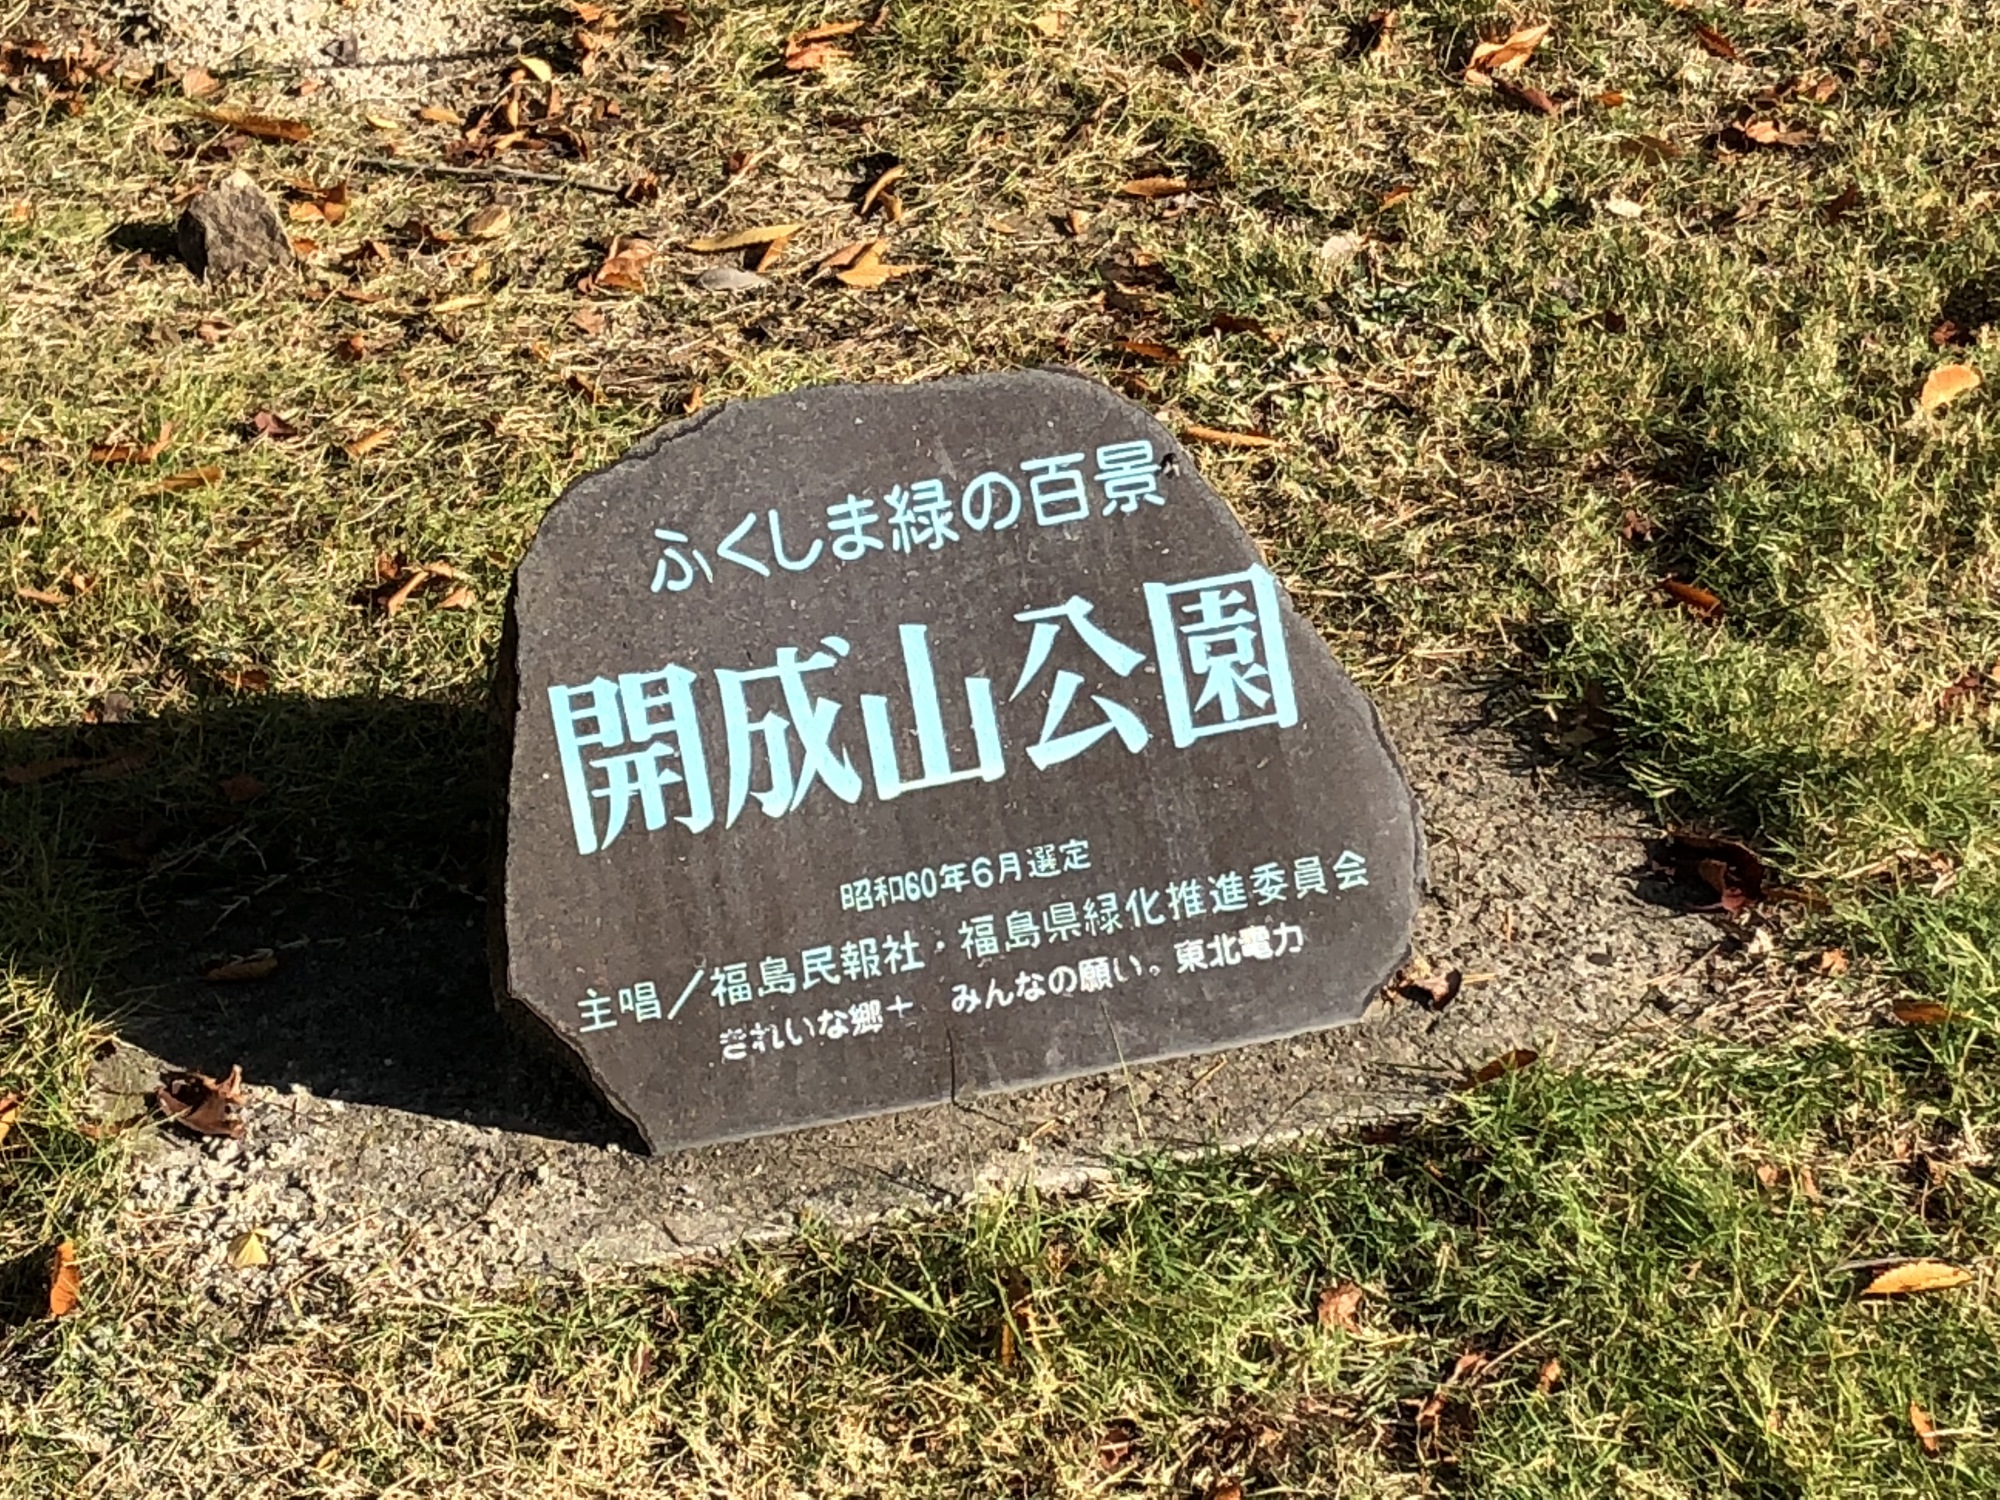 ふくしま緑の百景
開成山公園
昭和60年6月選定
主唱／福島民報社・福島県緑化推進委員会
きれいな郷土 みんなの願い。東北電力